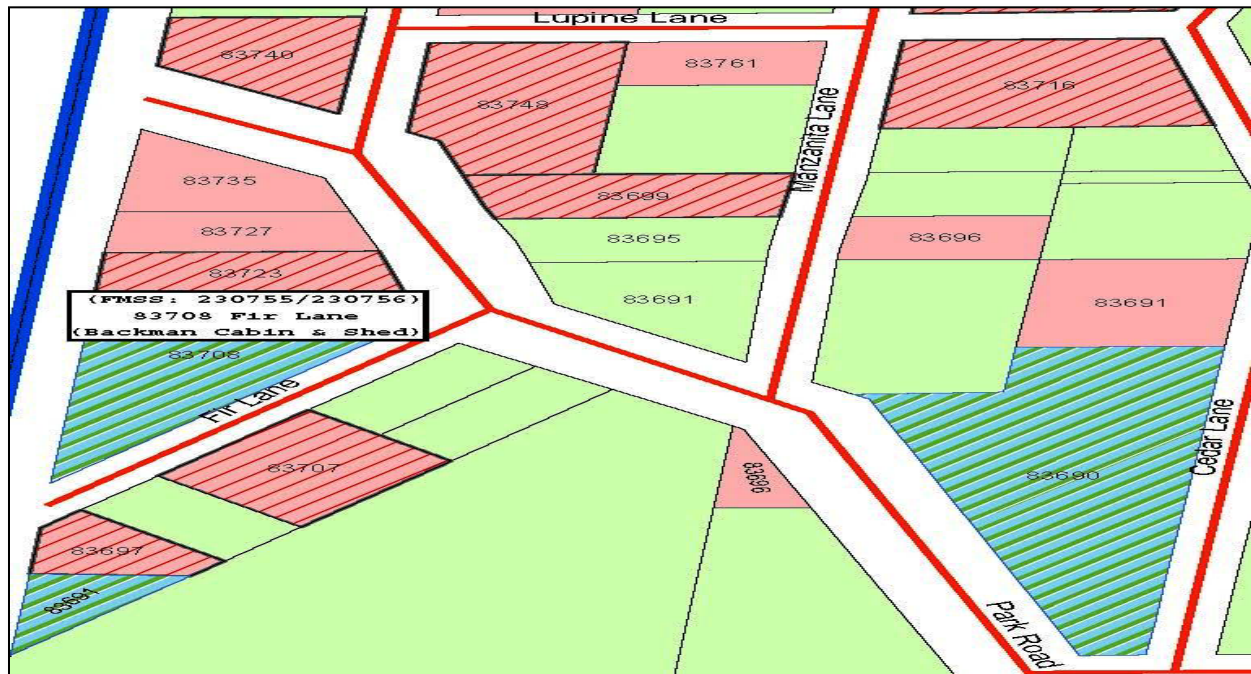 Lupine Lane
83740
83748
83761
83716
Manzanita Lane
83735
83699
83727
83695
83696
83723
83691
83691
(FMSS: 230755/230756)
83708 Fir Lane
(Backman Cabin & Shed)
83708
Fir Lane
Cedar Lane
83707
83690
83697
83691
Park Road